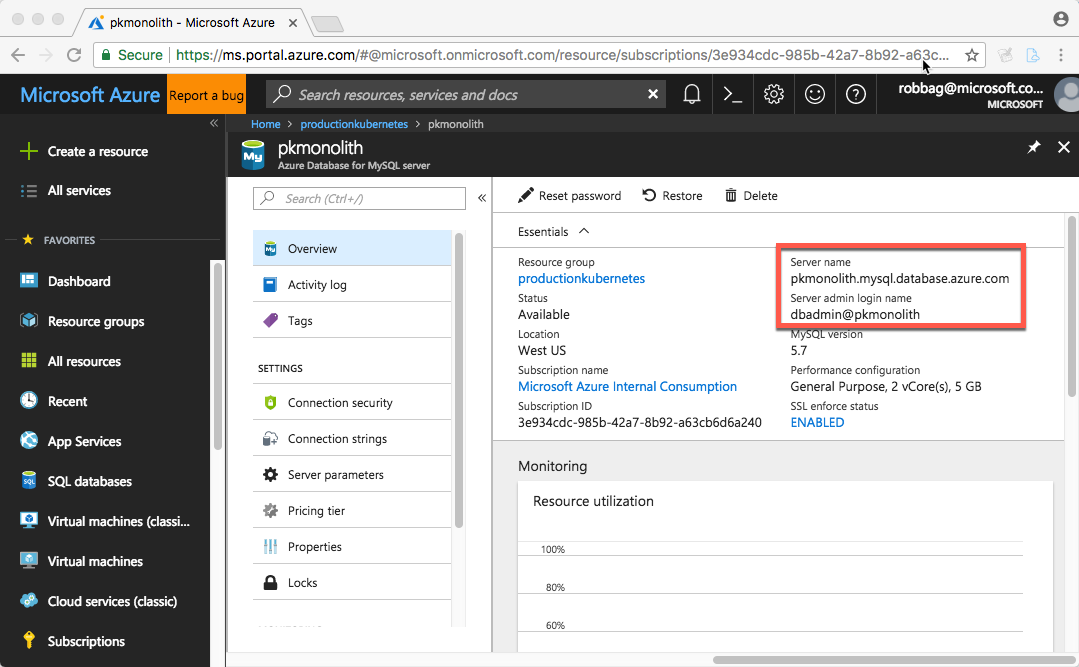 pkmonolith - Microsoft Azure
Secure
https://ms.portal.azure.com/#@microsoft.onmicrosoft.com/resource/subscriptions/3e934cdc-985b-42a7-8b92-a63c...
Microsoft Azure
Report a bug
Search resources, services and docs
robbag@microsoft.co...
MICROSOFT
Home > productionkubernetes > pkmonolith
Create a resource
All services
FAVORITES
Dashboard
Resource groups
All resources
Recent
App Services
SQL databases
Virtual machines (classi...
Virtual machines
Cloud services (classic)
Subscriptions
My
pkmonolith
Azure Database for MySQL server
Search (Ctrl+/)
Overview
Activity log
Tags
SETTINGS
Connection security
Connection strings
Server parameters
Pricing tier
Properties
Locks
Reset password
Restore
Delete
Essentials
Resource group
productionkubernetes
Status
Available
Location
West US
Subscription name
Microsoft Azure Internal Consumption
Subscription ID
3e934cdc-985b-42a7-8b92-a63cb6d6a240
Server name
pkmonolith.mysql.database.azure.com
Server admin login name
dbadmin@pkmonolith
MySQL version
5.7
Performance configuration
General Purpose, 2 vCore(s), 5 GB
SSL enforce status
ENABLED
Monitoring
Resource utilization
100%
80%
60%